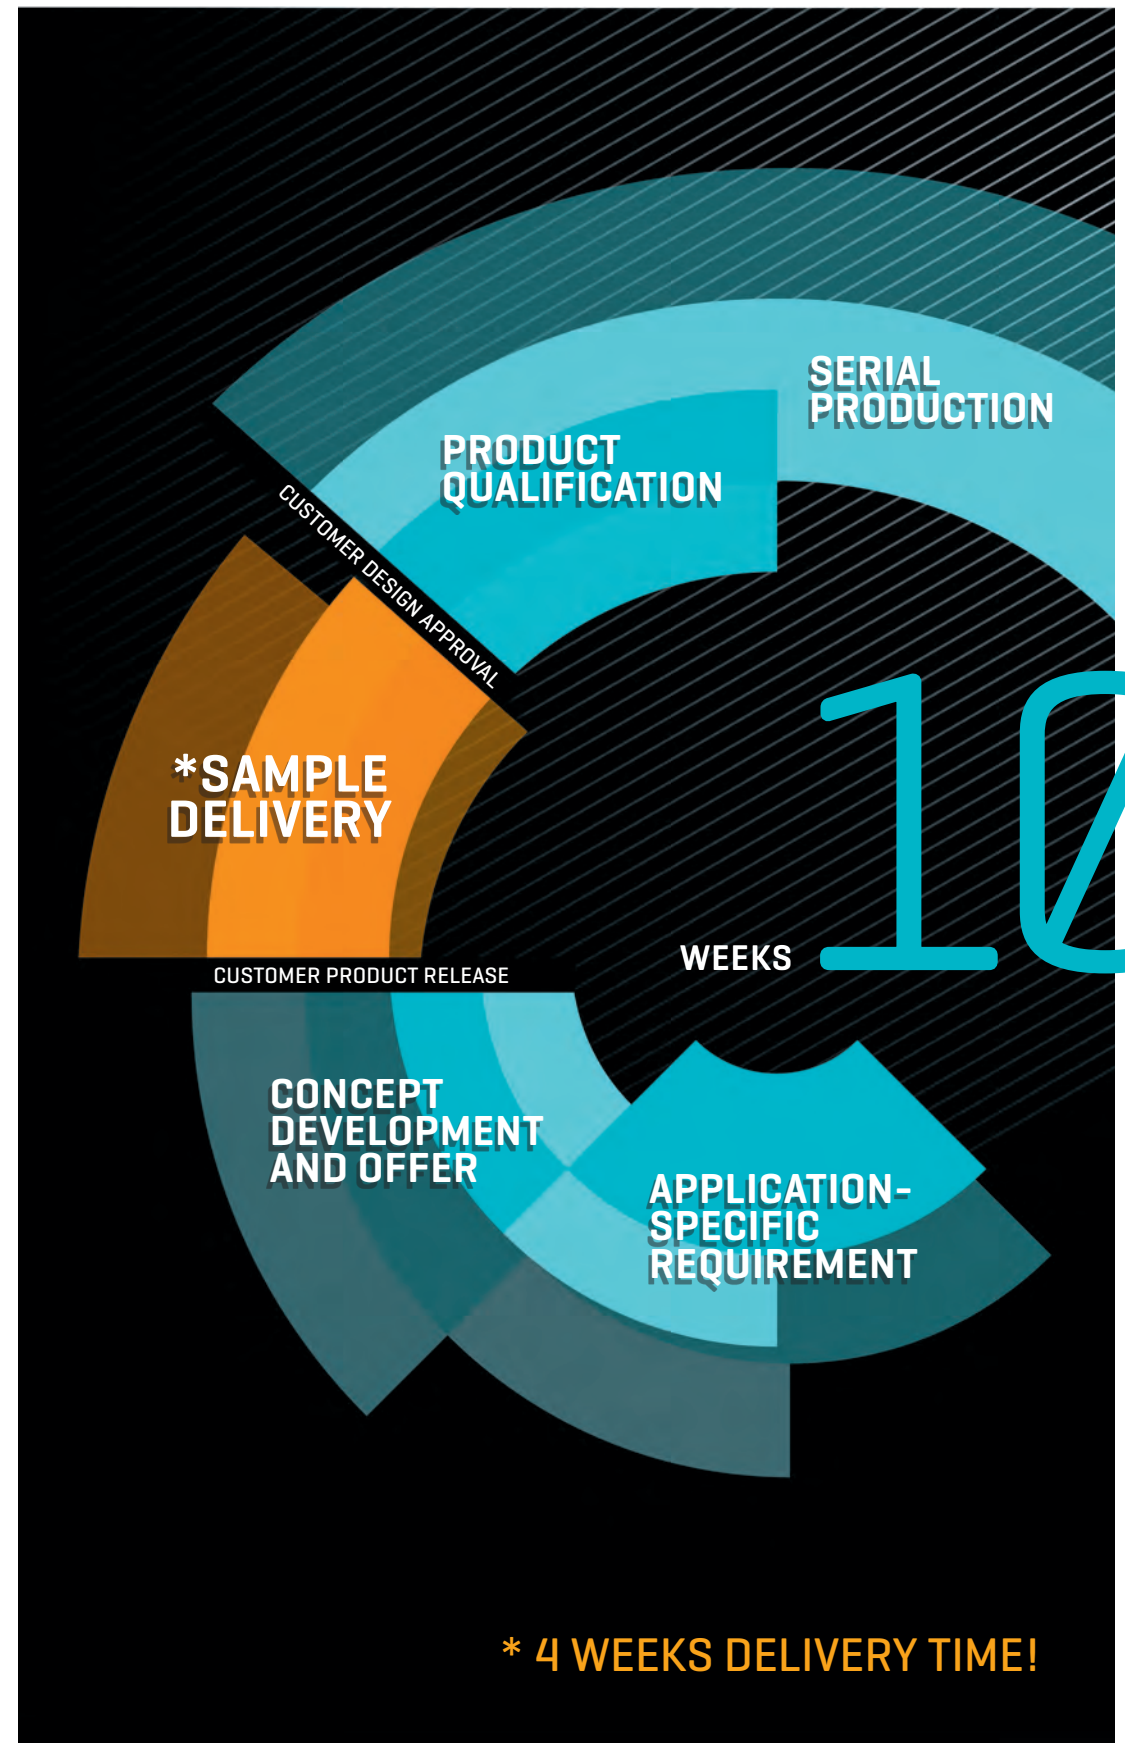 SERIAL
PRODUCTION
PRODUCT
QUALIFICATION
CUSTOMER DESIGN APPROVAL
*SAMPLE
DELIVERY
WEEKS 10
CUSTOMER PRODUCT RELEASE
CONCEPT
DEVELOPMENT
AND OFFER
APPLICATION-
SPECIFIC
REQUIREMENT
* 4 WEEKS DELIVERY TIME!